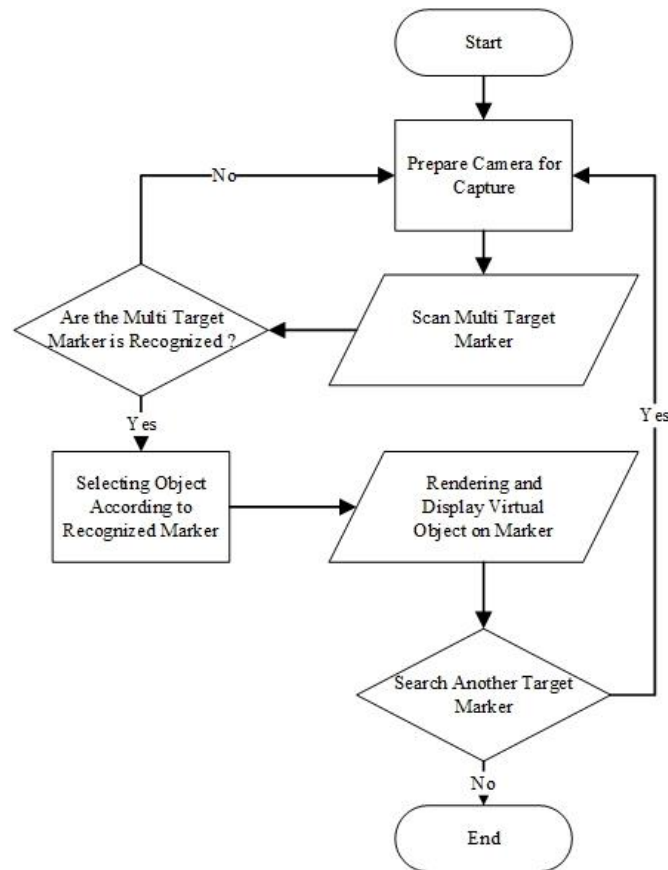 Start
Prepare Camera for
Capture
No
Scan Multi Target
Marker
Are the Multi Target
Marker is Recognized ?
Yes
Selecting Object
According to
Recognized Marker
Rendering and
Display Virtual
Object on Marker
Search Another Target
Marker
Yes
No
End